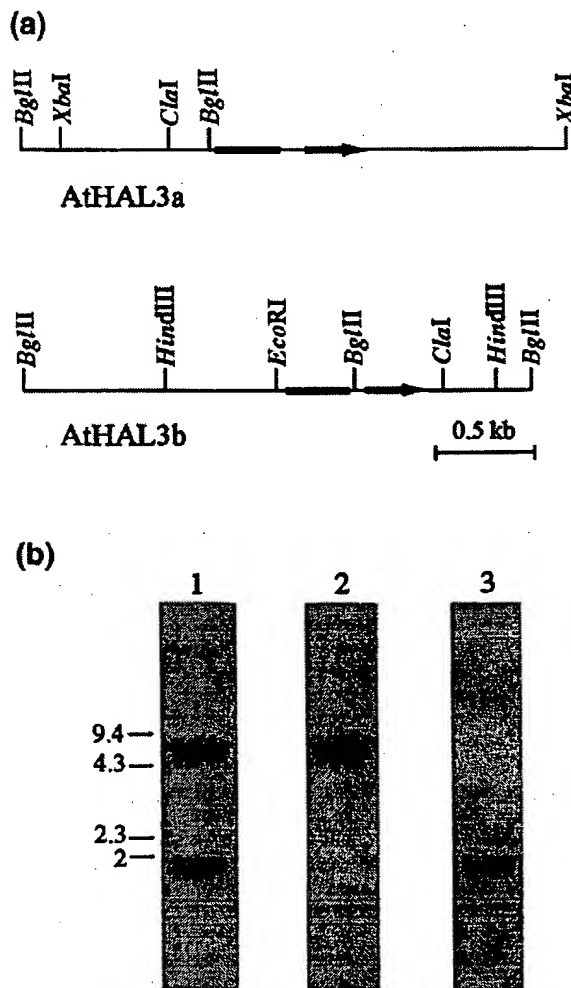 (a)
BglII XbaI ClaI BglII XbaI
AtHAL3a
BglII HindIII EcoRI BglII ClaI HindIII BglII
AtHAL3b
0.5 kb
(b)
1 2 3
9.4
4.3
2.3
2